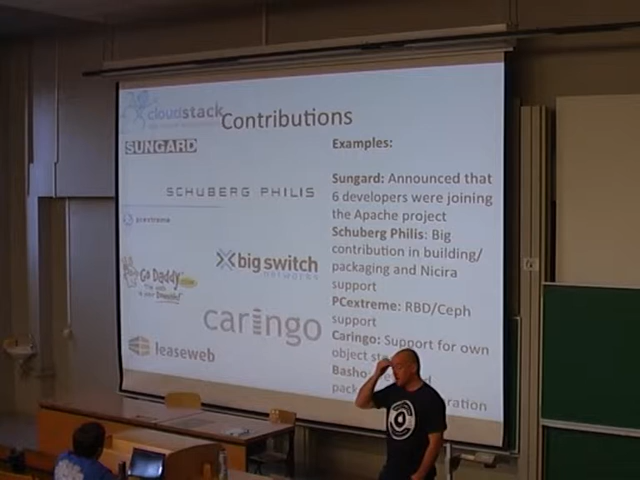 cloudstack
Contributions
SUNGARD
SCHUBERG PHILIS
pcextreme
Go Daddy
big switch
networks
caringo
leaseweb
Examples:
Sungard: Announced that
6 developers were joining
the Apache project
Schuberg Philis: Big
contribution in building/
packaging and Nicira
support
PCextreme: RBD/Ceph
support
Caringo: Support for own
object
Basho: